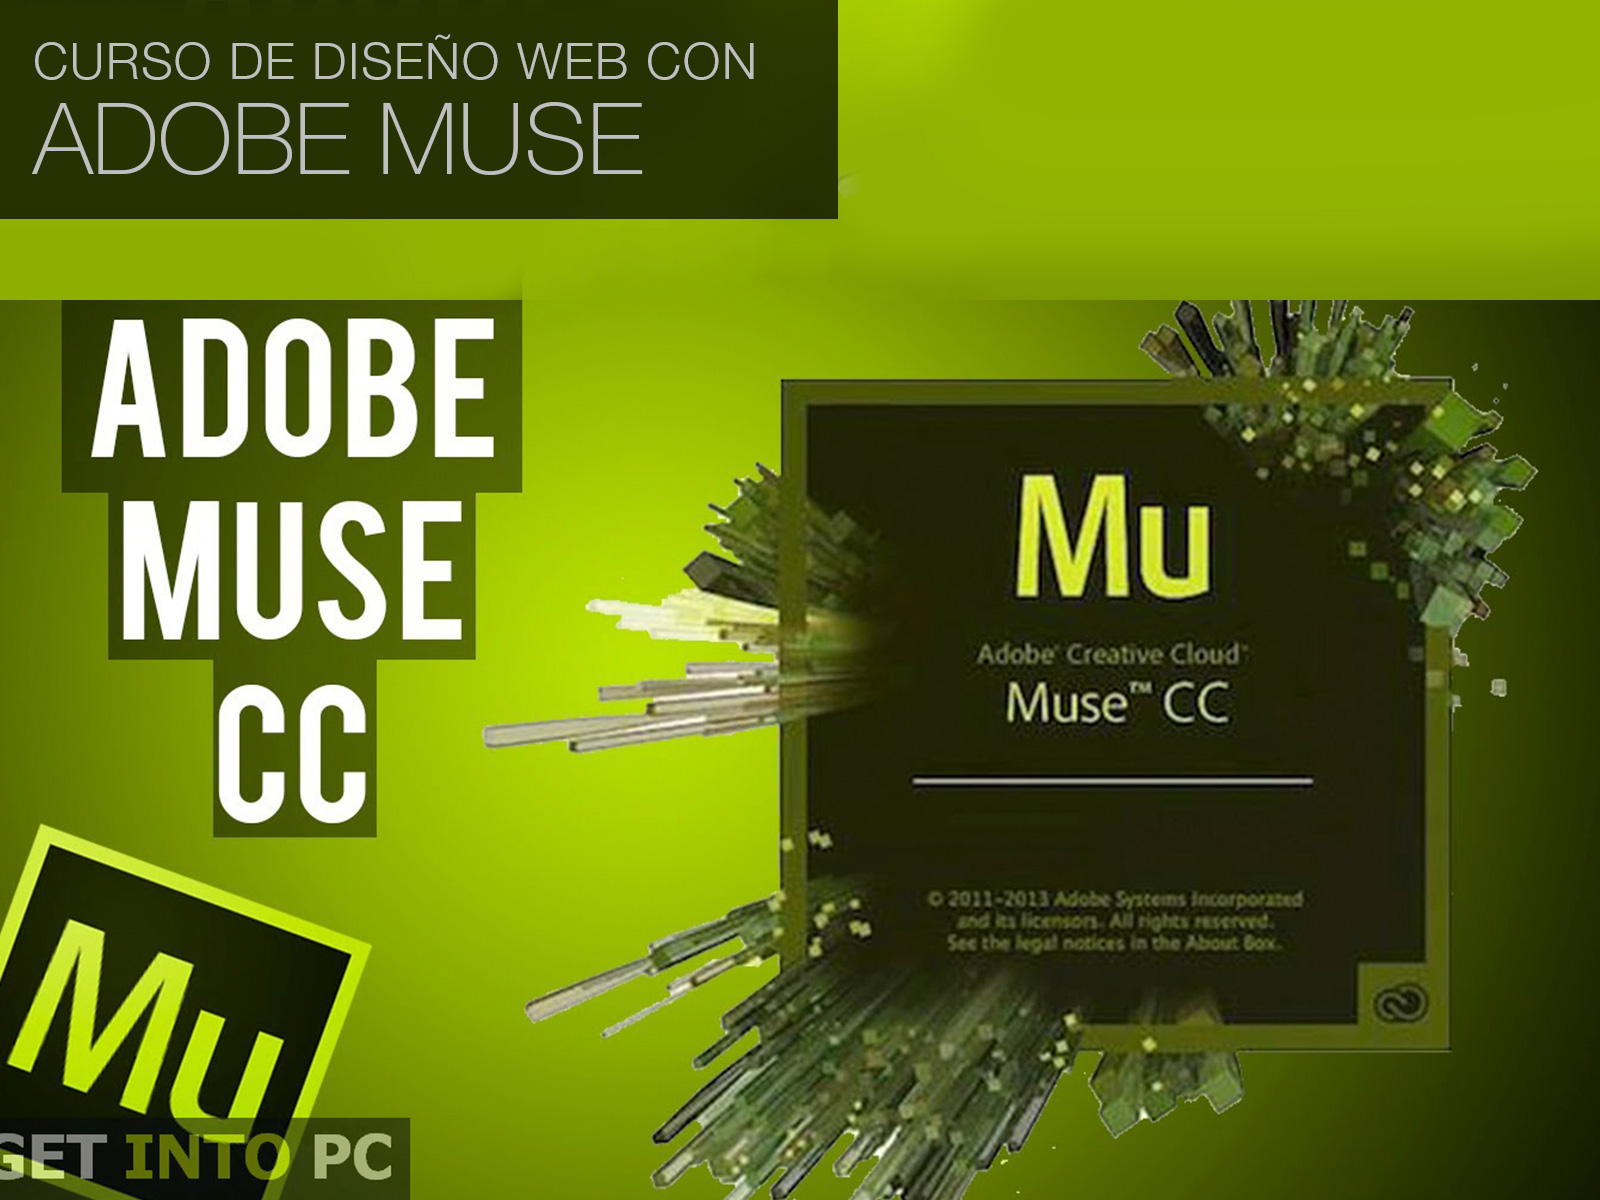 CURSO DE DISEÑO WEB CON
ADOBE MUSE
ADOBE
MUSE
CC
Mu
Adobe® Creative Cloud™
Muse™ CC
© 2011-2013 Adobe Systems Incorporated
and its licensors. All rights reserved.
See the legal notices in the About Box.
Mu
GET INTO PC